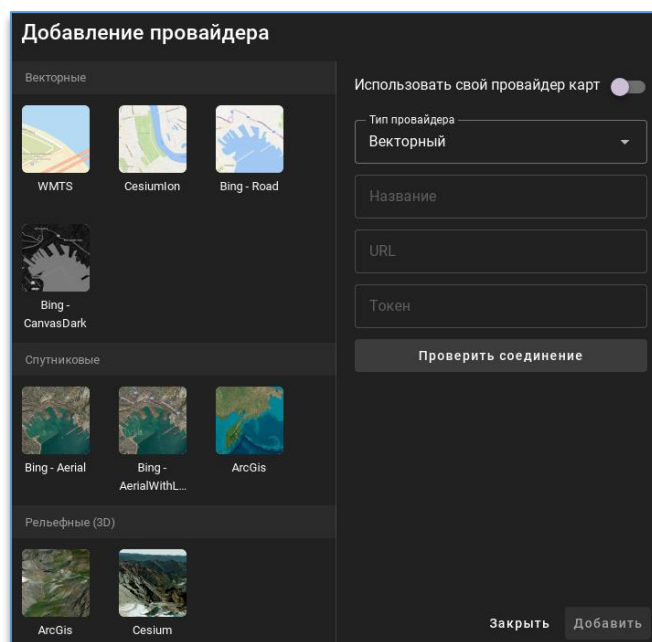 Добавление провайдера
Векторные
WMTS
CesiumIon
Bing - Road
Bing -
CanvasDark
Спутниковые
Bing - Aerial
Bing -
AerialWithL...
ArcGis
Рельефные (3D)
ArcGis
Cesium
Использовать свой провайдер карт
Тип провайдера
Векторный
Название
URL
Токен
Проверить соединение
Закрыть
Добавить